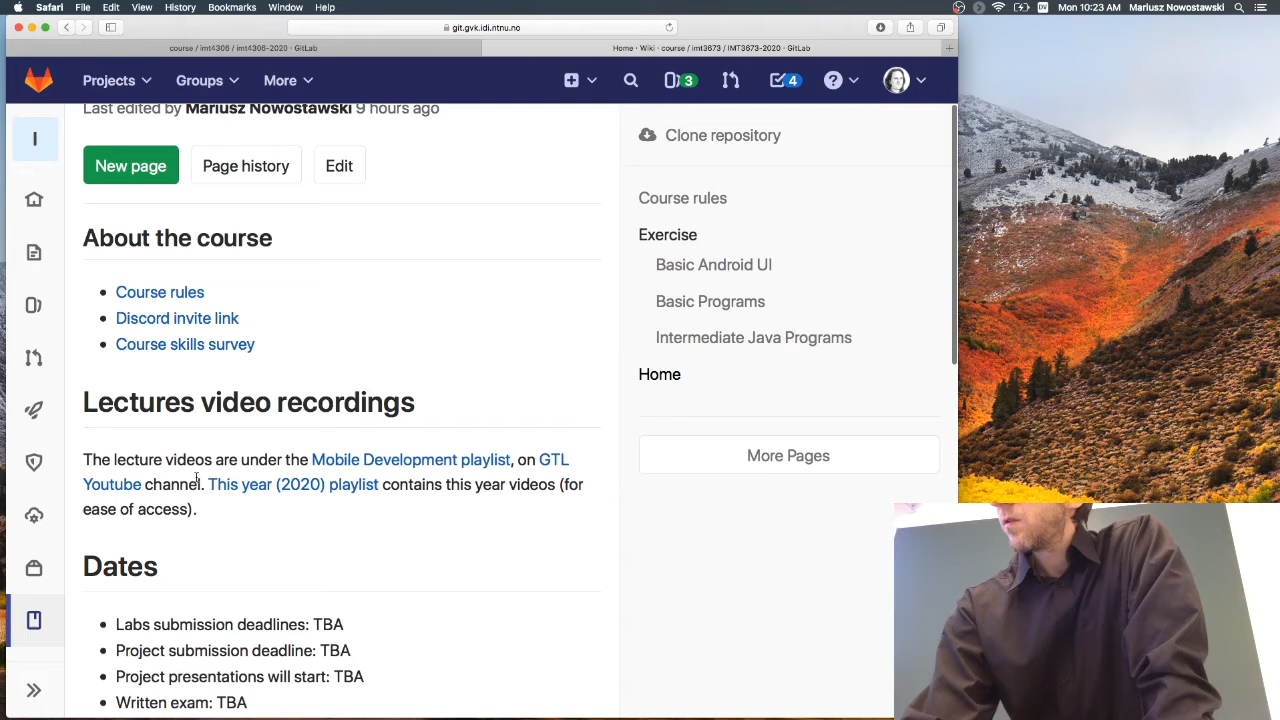 Safari File Edit View History Bookmarks Window Help
DV Mon 10:23 AM Mariusz Nowostawski
git.gvk.idi.ntnu.no
course / imt4306 / imt4306-2020 · GitLab
Home · Wiki · course / imt3673 / IMT3673-2020 · GitLab
Projects Groups More 3 4
Last edited by Mariusz Nowostawski 9 hours ago
New page Page history Edit
I
About the course
Course rules
Discord invite link
Course skills survey
Lectures video recordings
The lecture videos are under the Mobile Development playlist, on GTL
Youtube channel. This year (2020) playlist contains this year videos (for
ease of access).
Dates
Labs submission deadlines: TBA
Project submission deadline: TBA
Project presentations will start: TBA
Written exam: TBA
Clone repository
Course rules
Exercise
Basic Android UI
Basic Programs
Intermediate Java Programs
Home
More Pages